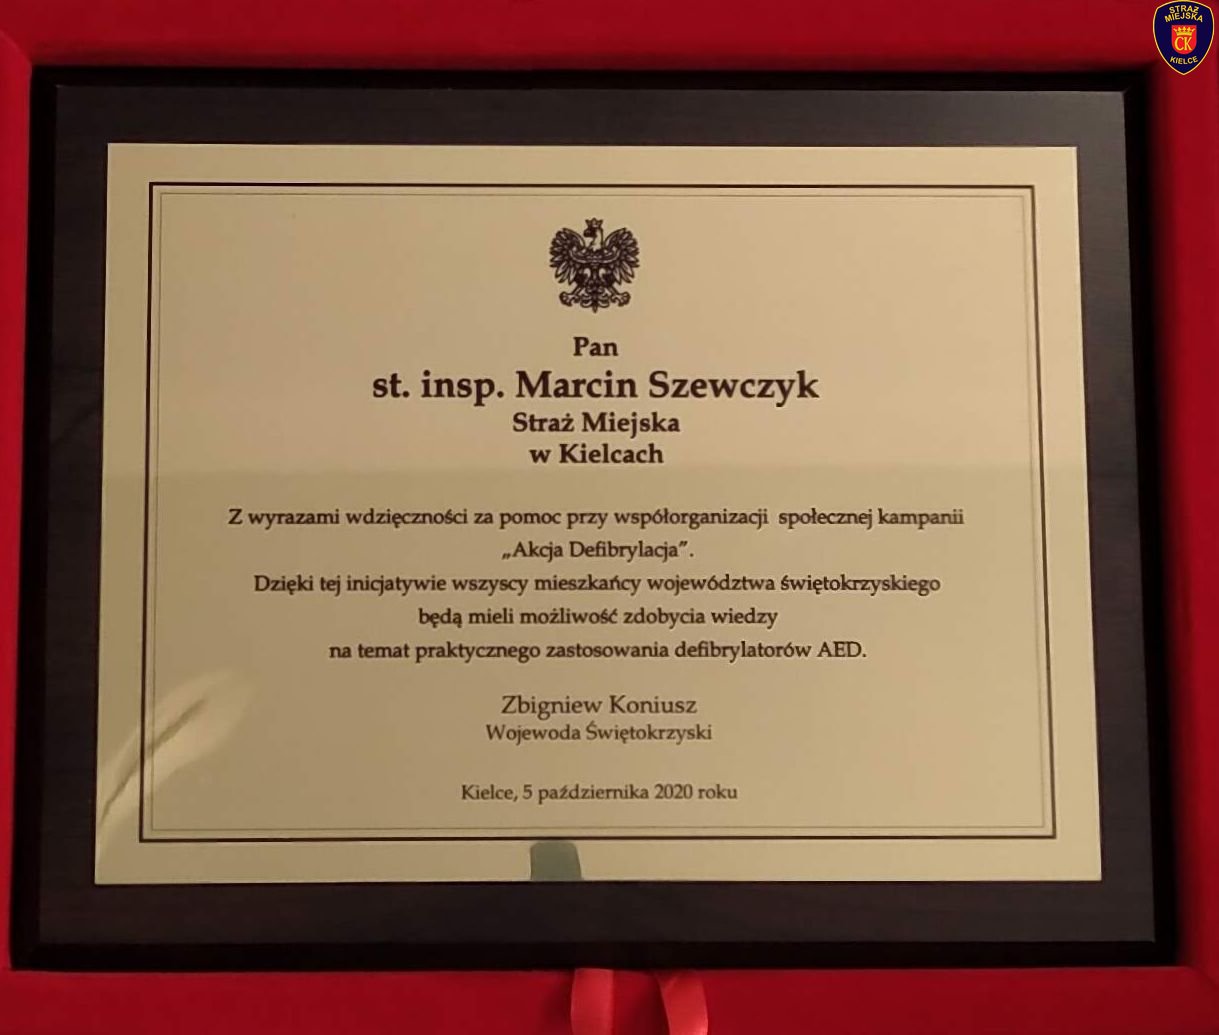 STRAŻ
MIEJSKA
CK
KIELCE
Pan
st. insp. Marcin Szewczyk
Straż Miejska
w Kielcach
Z wyrazami wdzięczności za pomoc przy współorganizacji społecznej kampanii
„Akcja Defibrylacja”.
Dzięki tej inicjatywie wszyscy mieszkańcy województwa świętokrzyskiego
będą mieli możliwość zdobycia wiedzy
na temat praktycznego zastosowania defibrylatorów AED.
Zbigniew Koniusz
Wojewoda Świętokrzyski
Kielce, 5 października 2020 roku